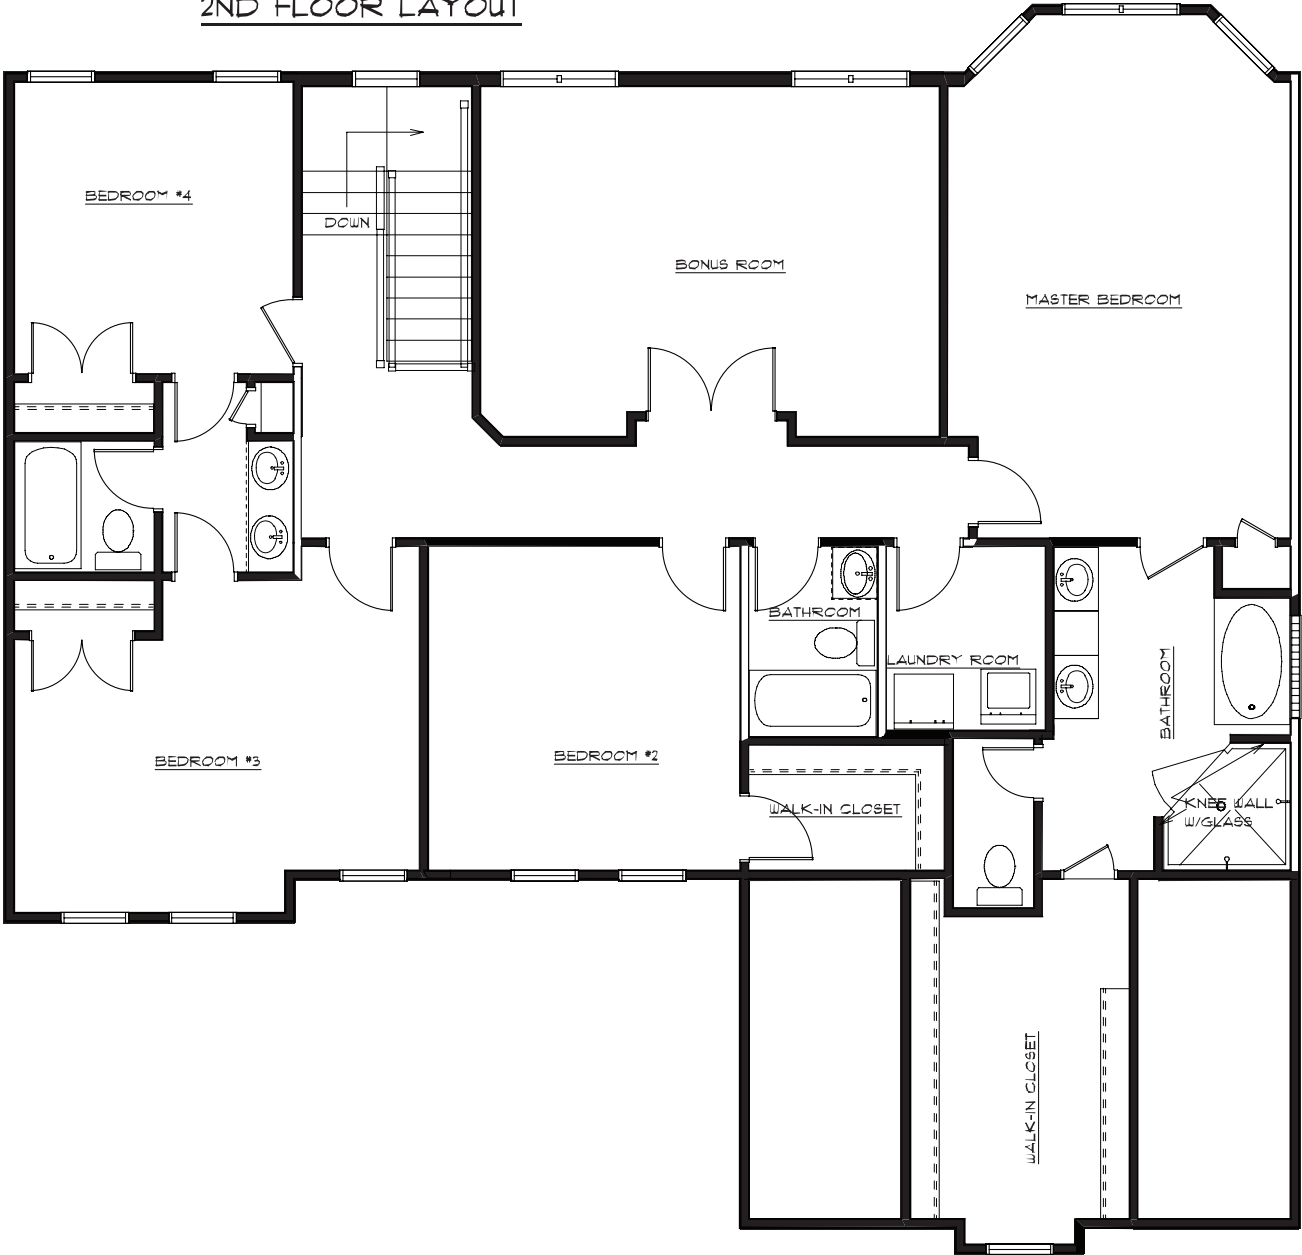 2ND FLOOR LAYOUT
BEDROOM #4
DOWN
BONUS ROOM
MASTER BEDROOM
BATHROOM
LAUNDRY ROOM
BATHROOM
BEDROOM #3
BEDROOM #2
WALK-IN CLOSET
KNEE WALL
W/GLASS
WALK-IN CLOSET